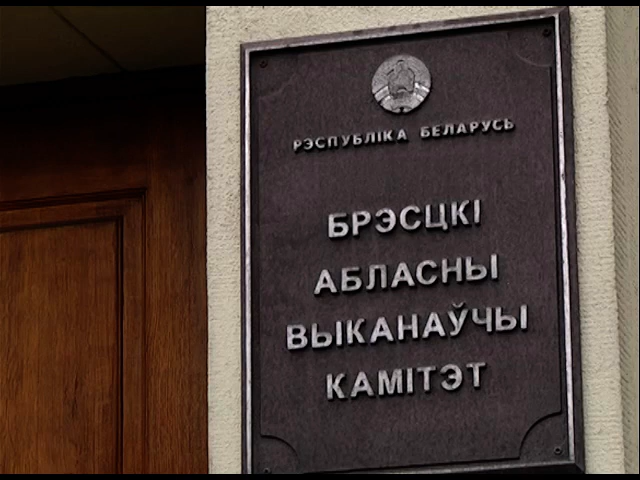 РЭСПУБЛІКА БЕЛАРУСЬ
БРЭСЦКІ
АБЛАСНЫ
ВЫКАНАЎЧЫ
КАМІТЭТ